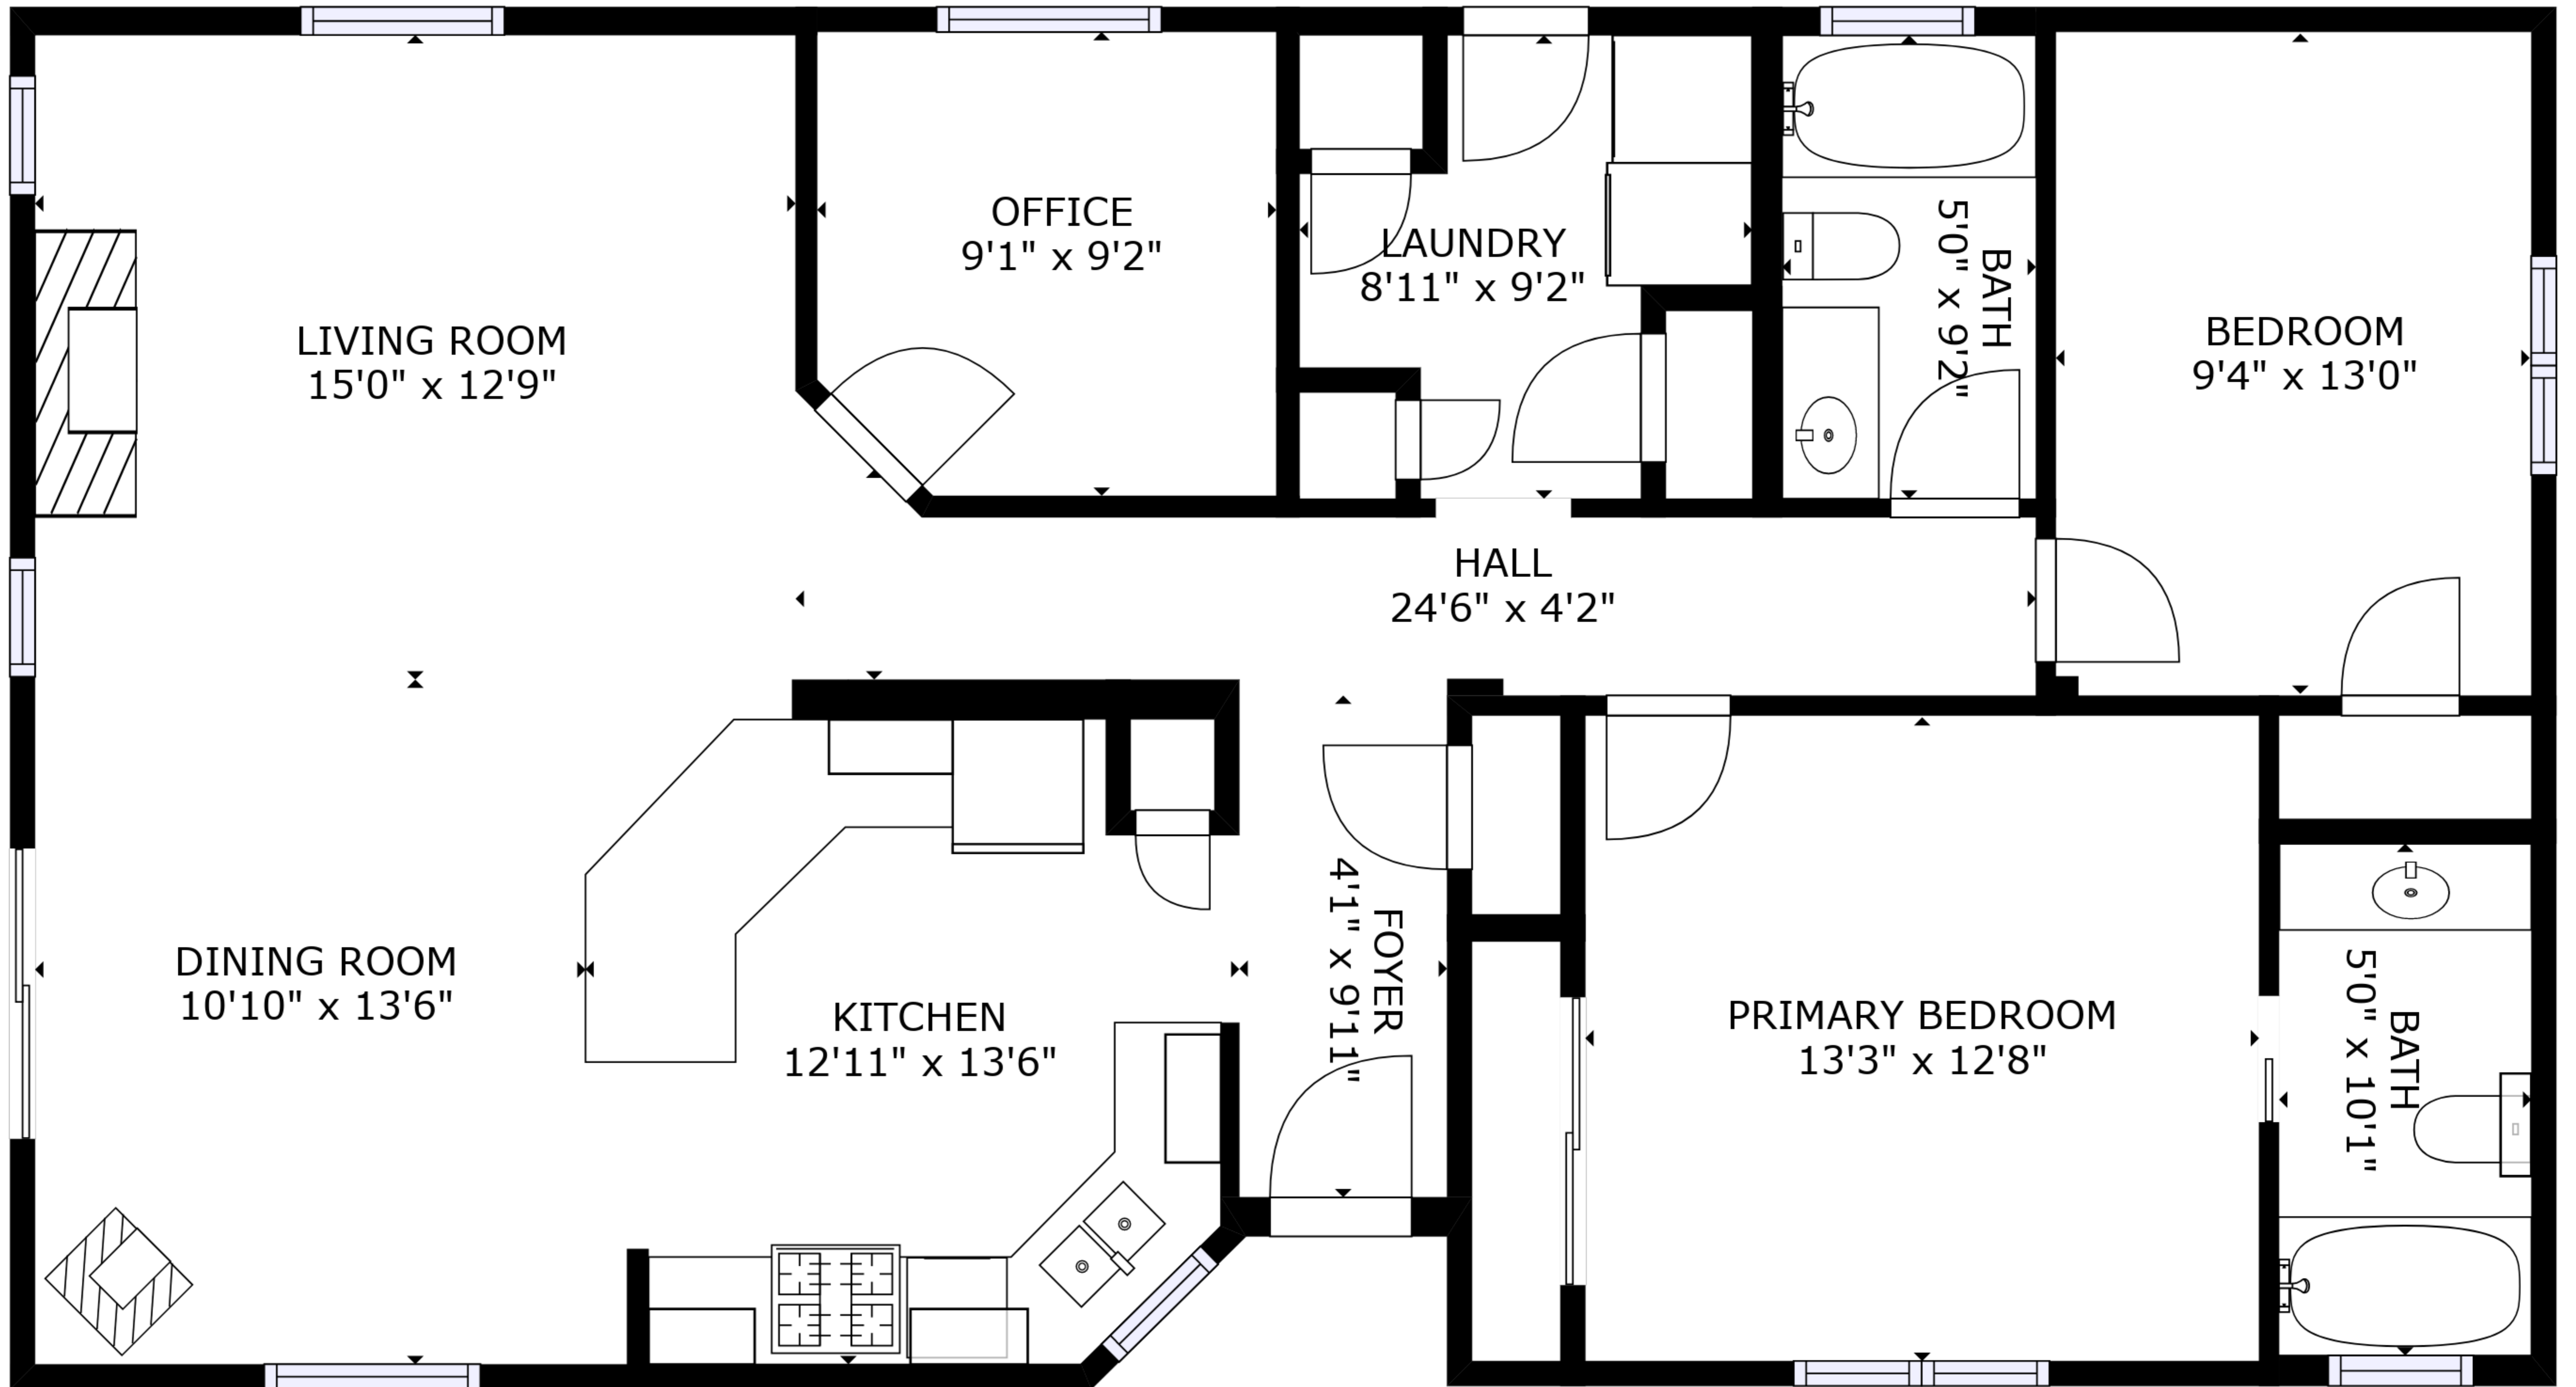 OFFICE
9'1" x 9'2"
LAUNDRY
8'11" x 9'2"
BATH
5'0" x 9'2"
LIVING ROOM
15'0" x 12'9"
BEDROOM
9'4" x 13'0"
HALL
24'6" x 4'2"
DINING ROOM
10'10" x 13'6"
KITCHEN
12'11" x 13'6"
FOYER
4'1" x 9'11"
PRIMARY BEDROOM
13'3" x 12'8"
BATH
5'0" x 10'1"